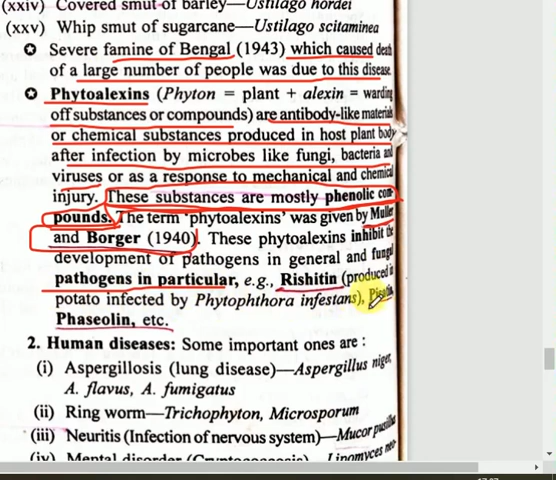 (xxiv) Covered smut of barley—Ustilago hordei
(xxv) Whip smut of sugarcane—Ustilago scitaminea
✪ Severe famine of Bengal (1943) which caused death
of a large number of people was due to this disease
✪ Phytoalexins (Phyton = plant + alexin = warding
off substances or compounds) are antibody-like material
or chemical substances produced in host plant body
after infection by microbes like fungi, bacteria and
viruses or as a response to mechanical and chemical
injury. These substances are mostly phenolic com-
pounds. The term 'phytoalexins' was given by Muller
and Borger (1940). These phytoalexins inhibit the
development of pathogens in general and fungal
pathogens in particular, e.g., Rishitin (produced in
potato infected by Phytophthora infestans),
Phaseolin, etc.
2. Human diseases: Some important ones are :
(i) Aspergillosis (lung disease)—Aspergillus niger,
A. flavus, A. fumigatus
(ii) Ring worm—Trichophyton, Microsporum
(iii) Neuritis (Infection of nervous system)—Mucor pusillus
(iv) Mental disorder